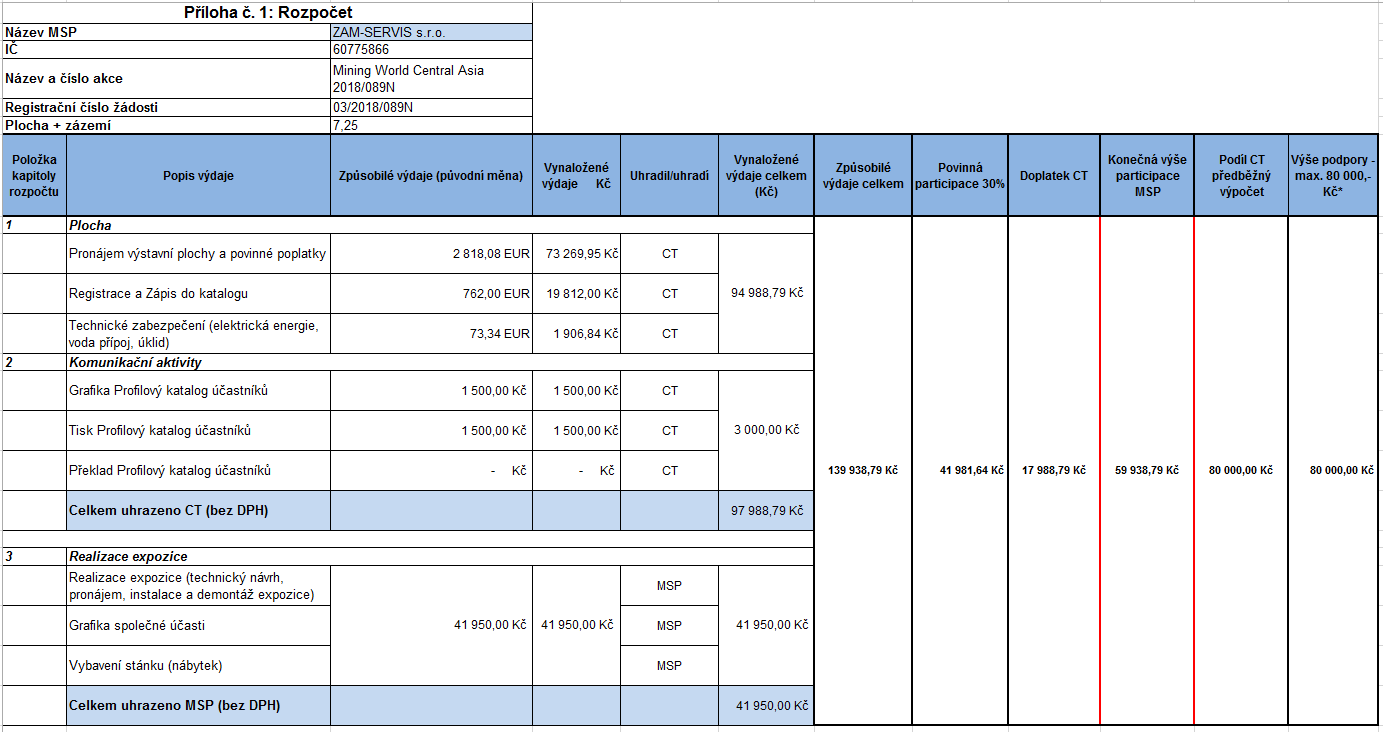 Příloha č. 1: Rozpočet
Název MSP ZAM-SERVIS s.r.o.
IČ 60775866
Název a číslo akce Mining World Central Asia
2018/089N
Registrační číslo žádosti 03/2018/089N
Plocha + zázemí 7,25
Položka kapitoly rozpočtu Popis výdaje Způsobilé výdaje (původní měna) Vynaložené výdaje Kč Uhradil/uhradí Vynaložené výdaje celkem (Kč) Způsobilé výdaje celkem Povinná participace 30% Doplatek CT Konečná výše participace MSP Podíl CT předběžný výpočet Výše podpory - max. 80 000,- Kč*
1 Plocha
Pronájem výstavní plochy a povinné poplatky 2 818,08 EUR 73 269,95 Kč CT
Registrace a Zápis do katalogu 762,00 EUR 19 812,00 Kč CT 94 988,79 Kč
Technické zabezpečení (elektrická energie,
voda přípoj, úklid) 73,34 EUR 1 906,84 Kč CT
2 Komunikační aktivity
Grafika Profilový katalog účastníků 1 500,00 Kč 1 500,00 Kč CT
Tisk Profilový katalog účastníků 1 500,00 Kč 1 500,00 Kč CT 3 000,00 Kč
Překlad Profilový katalog účastníků - Kč - Kč CT 139 938,79 Kč 41 981,64 Kč 17 988,79 Kč 59 938,79 Kč 80 000,00 Kč 80 000,00 Kč
Celkem uhrazeno CT (bez DPH) 97 988,79 Kč
3 Realizace expozice
Realizace expozice (technický návrh,
pronájem, instalace a demontáž expozice) MSP
Grafika společné účasti 41 950,00 Kč 41 950,00 Kč MSP 41 950,00 Kč
Vybavení stánku (nábytek) MSP
Celkem uhrazeno MSP (bez DPH) 41 950,00 Kč